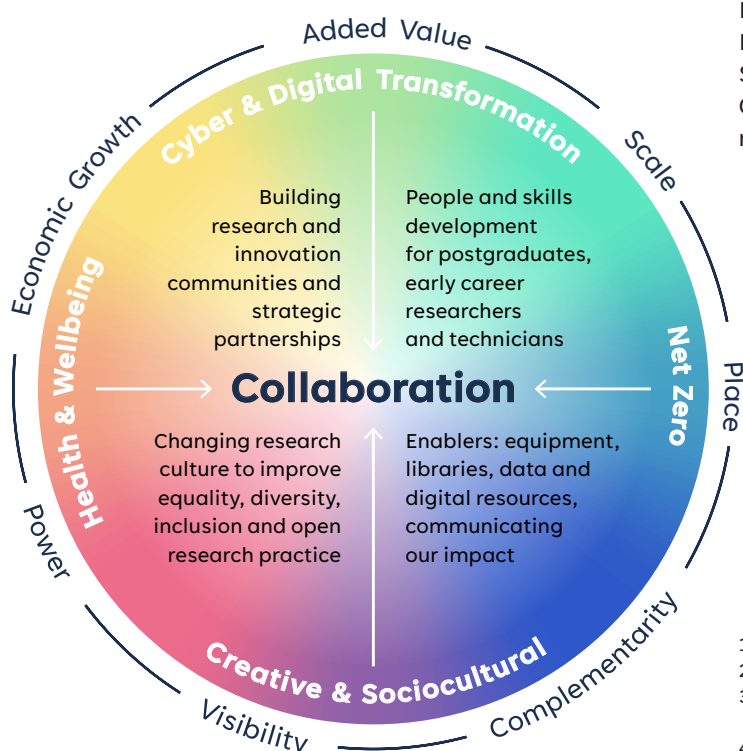 Added Value
Scale
Place
Complementarity
Visibility
Power
Economic Growth
Cyber & Digital Transformation
Net Zero
Creative & Sociocultural
Health & Wellbeing
Building
research and
innovation
communities and
strategic
partnerships
People and skills
development
for postgraduates,
early career
researchers
and technicians
Collaboration
Changing research
culture to improve
equality, diversity,
inclusion and open
research practice
Enablers: equipment,
libraries, data and
digital resources,
communicating
our impact